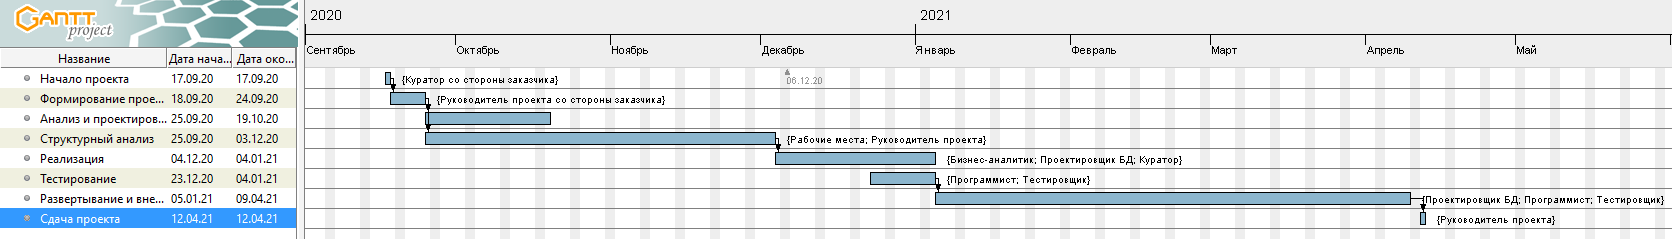 GANTT project
2020
2021
Сентябрь Октябрь Ноябрь Декабрь Январь Февраль Март Апрель Май
Название Дата нача... Дата око...
Начало проекта 17.09.20 17.09.20 {Куратор со стороны заказчика} 06.12.20
Формирование прое... 18.09.20 24.09.20 {Руководитель проекта со стороны заказчика}
Анализ и проектиров... 25.09.20 19.10.20
Структурный анализ 25.09.20 03.12.20 {Рабочие места; Руководитель проекта}
Реализация 04.12.20 04.01.21 {Бизнес-аналитик; Проектировщик БД; Куратор}
Тестирование 23.12.20 04.01.21 {Программист; Тестировщик}
Развертывание и вне... 05.01.21 09.04.21 {Проектировщик БД; Программист; Тестировщик}
Сдача проекта 12.04.21 12.04.21 {Руководитель проекта}